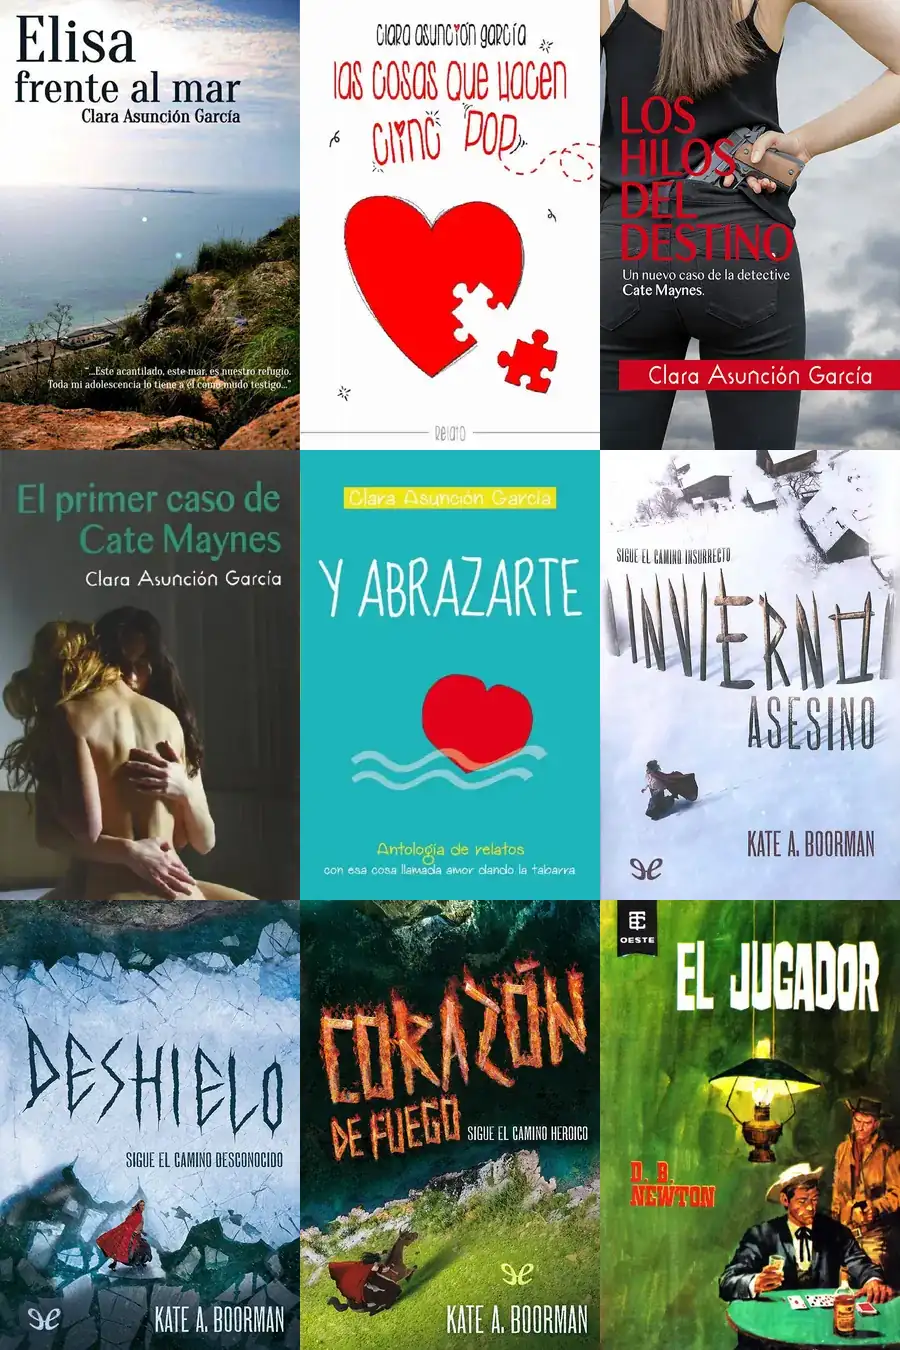 Elisa
frente al mar
Clara Asunción García
"...Este acantilado, este mar, es nuestro refugio.
Toda mi adolescencia lo tiene a él como mudo testigo..."
clara asunción garcía
las cosas que hacen
clinc pop
Relato
LOS
HILOS
DEL
DESTINO
Un nuevo caso de la detective
Cate Maynes.
Clara Asunción García
El primer caso de
Cate Maynes
Clara Asunción García
Clara Asunción García
Y ABRAZARTE
Antología de relatos
con esa cosa llamada amor dando la tabarra
SIGUE EL CAMINO INSURRECTO
INVIERNO
ASESINO
KATE A. BOORMAN
DESHIELO
SIGUE EL CAMINO DESCONOCIDO
KATE A. BOORMAN
CORAZÓN
DE FUEGO
SIGUE EL CAMINO HEROICO
KATE A. BOORMAN
OESTE
EL JUGADOR
D. B.
NEWTON